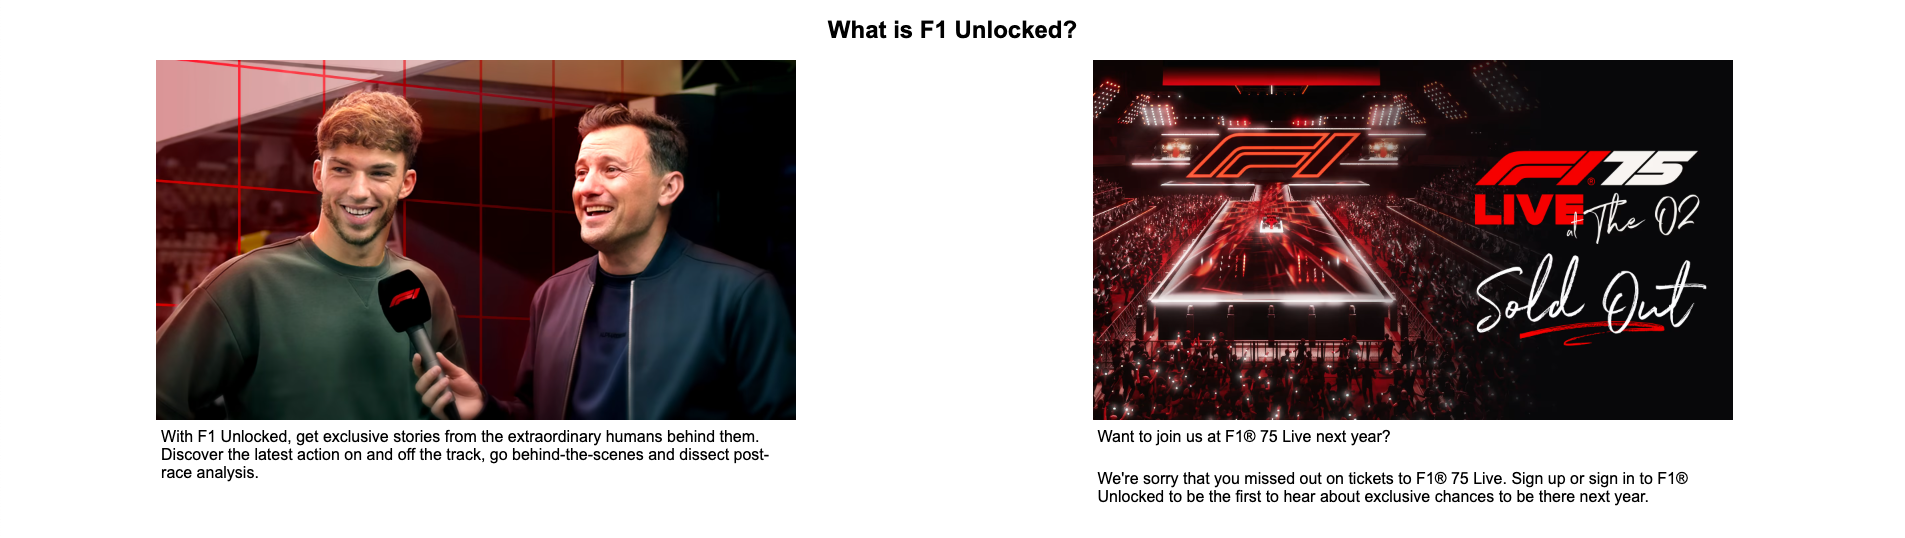 What is F1 Unlocked?
With F1 Unlocked, get exclusive stories from the extraordinary humans behind them.
Discover the latest action on and off the track, go behind-the-scenes and dissect post-
race analysis.
F1
F1® 75
LIVE at The O2
Sold Out
Want to join us at F1® 75 Live next year?
We're sorry that you missed out on tickets to F1® 75 Live. Sign up or sign in to F1®
Unlocked to be the first to hear about exclusive chances to be there next year.